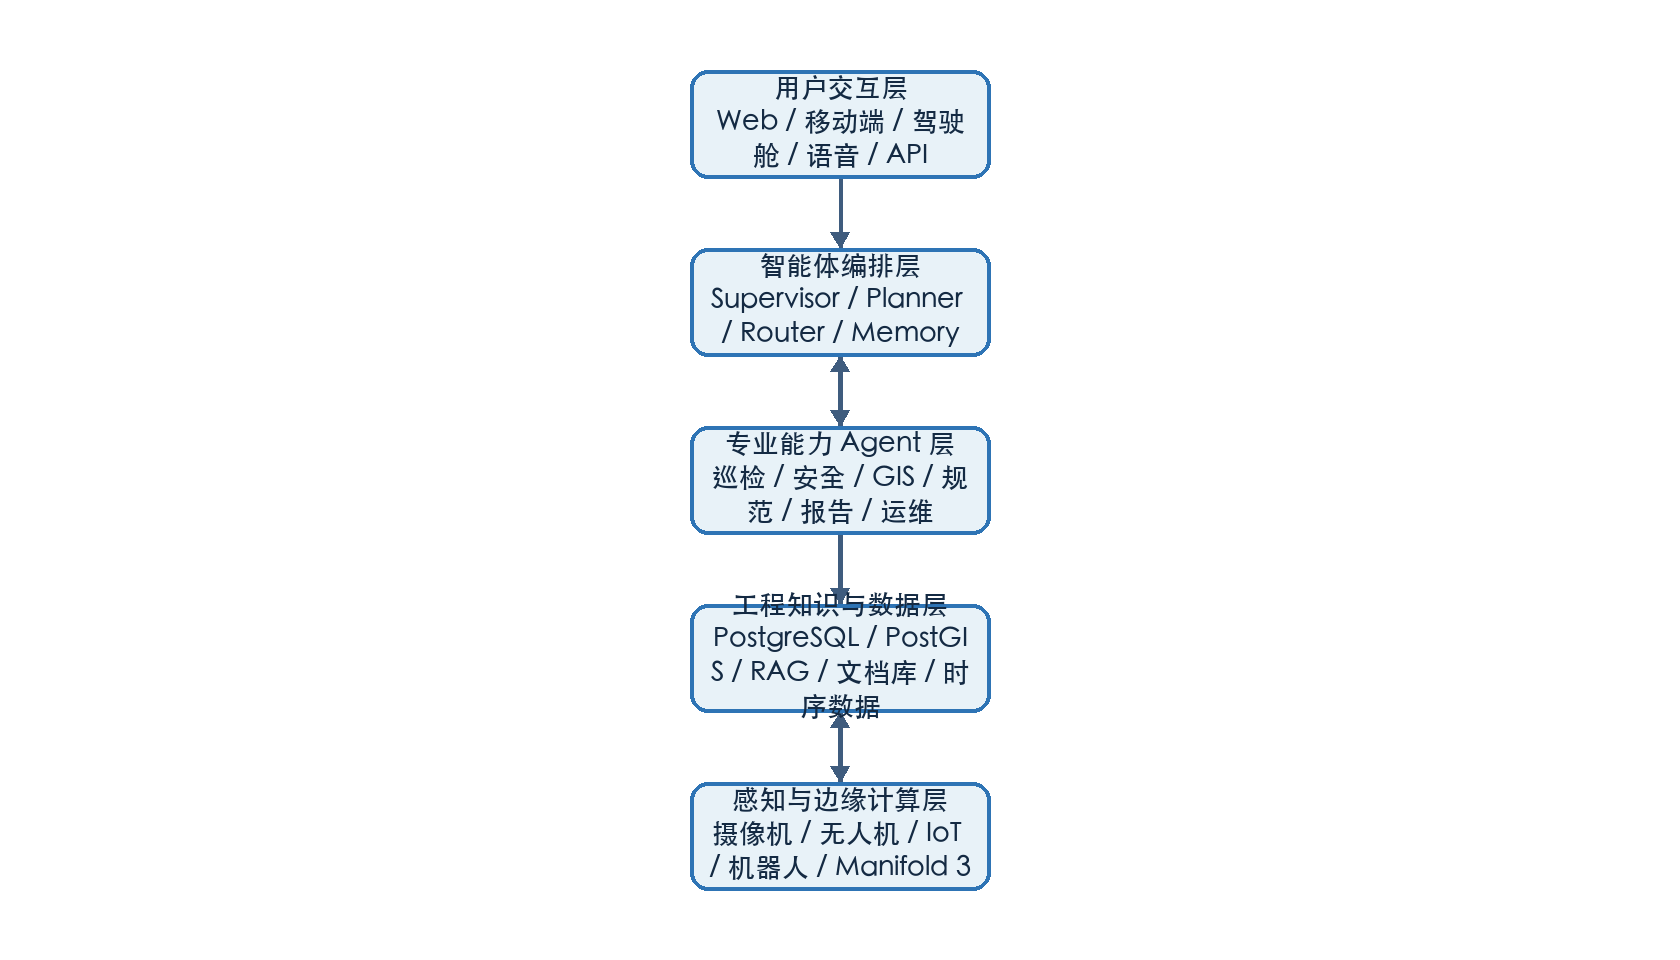 用户交互层
Web / 移动端 / 驾驶
舱 / 语音 / API
智能体编排层
Supervisor / Planner
/ Router / Memory
专业能力 Agent 层
巡检 / 安全 / GIS / 规
范 / 报告 / 运维
工程知识与数据层
PostgreSQL / PostGI
S / RAG / 文档库 / 时
序数据
感知与边缘计算层
摄像机 / 无人机 / IoT
/ 机器人 / Manifold 3